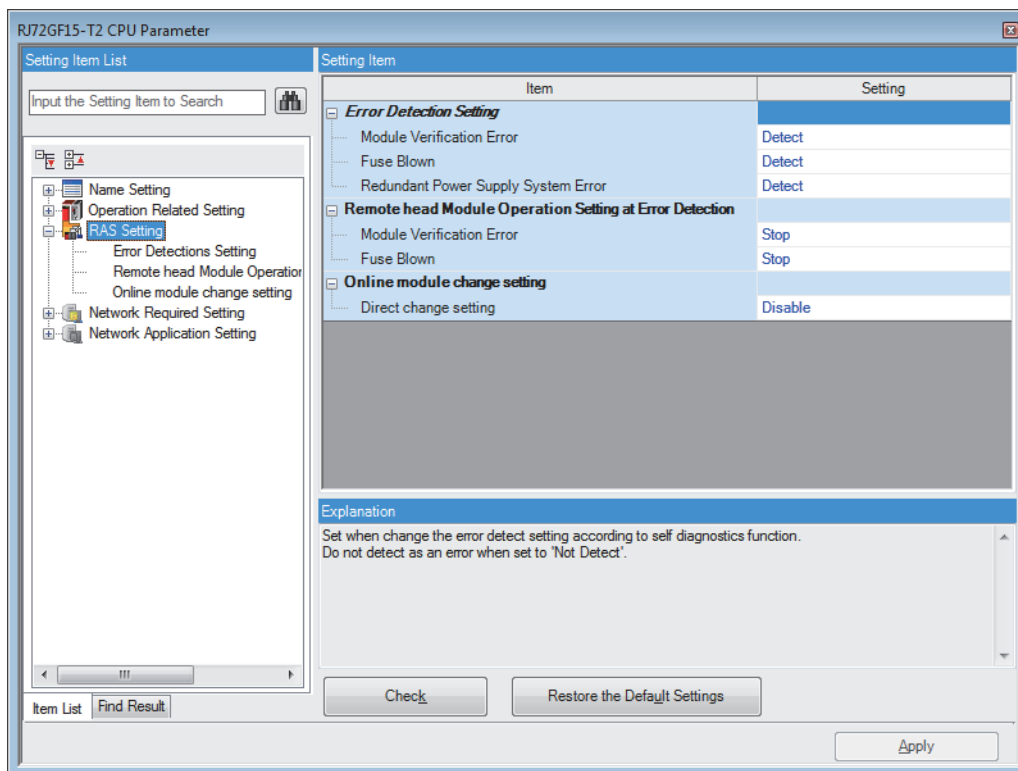 RJ72GF15-T2 CPU Parameter
Setting Item List
Input the Setting Item to Search
Name Setting
Operation Related Setting
RAS Setting
Error Detections Setting
Remote head Module Operation
Online module change setting
Network Required Setting
Network Application Setting
Item List
Find Result
Setting Item
Item Setting
Error Detection Setting
Module Verification Error Detect
Fuse Blown Detect
Redundant Power Supply System Error Detect
Remote head Module Operation Setting at Error Detection
Module Verification Error Stop
Fuse Blown Stop
Online module change setting
Direct change setting Disable
Explanation
Set when change the error detect setting according to self diagnostics function.
Do not detect as an error when set to 'Not Detect'.
Check
Restore the Default Settings
Apply